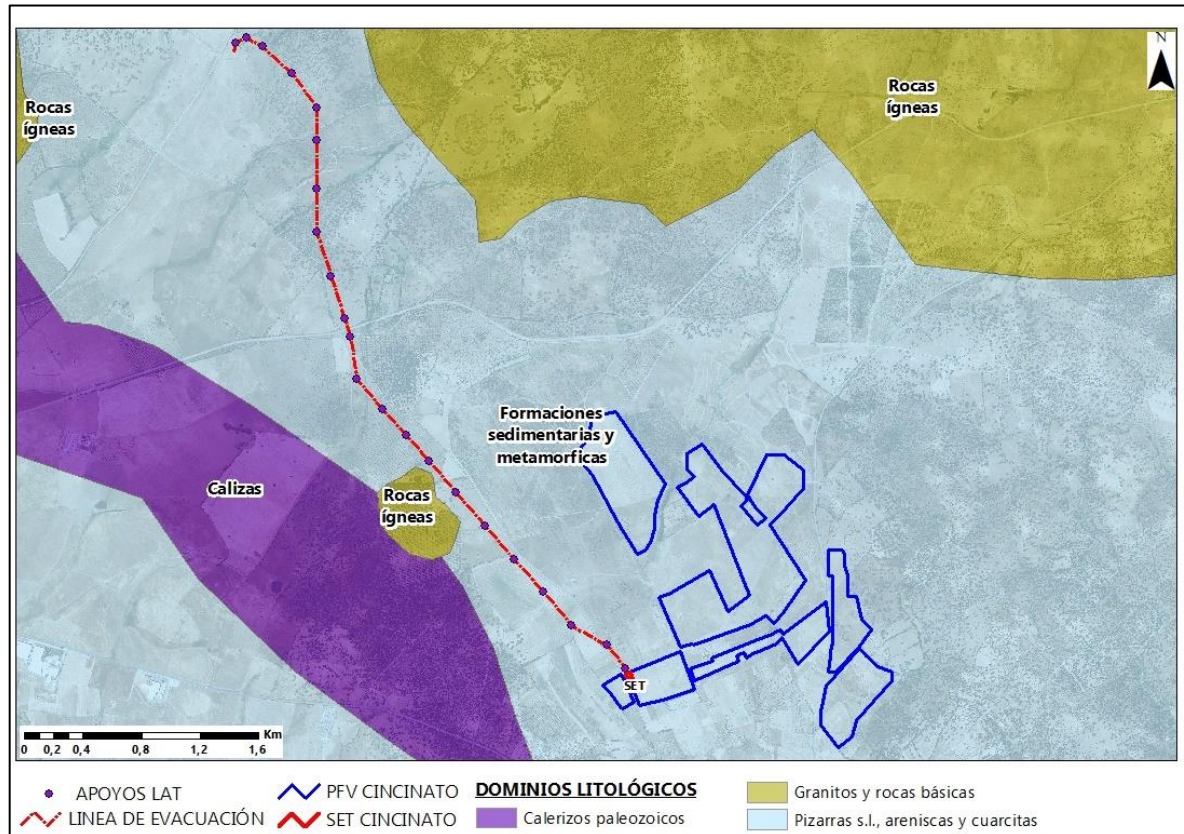 N
Rocas
ígneas
Rocas
ígneas
Formaciones
sedimentarias y
metamorficas
Calizas
Rocas
ígneas
SET
Km
0 0,2 0,4 0,8 1,2 1,6
APOYOS LAT
LINEA DE EVACUACIÓN
PFV CINCINATO
SET CINCINATO
DOMINIOS LITOLÓGICOS
Calerizos paleozoicos
Granitos y rocas básicas
Pizarras s.l., areniscas y cuarcitas